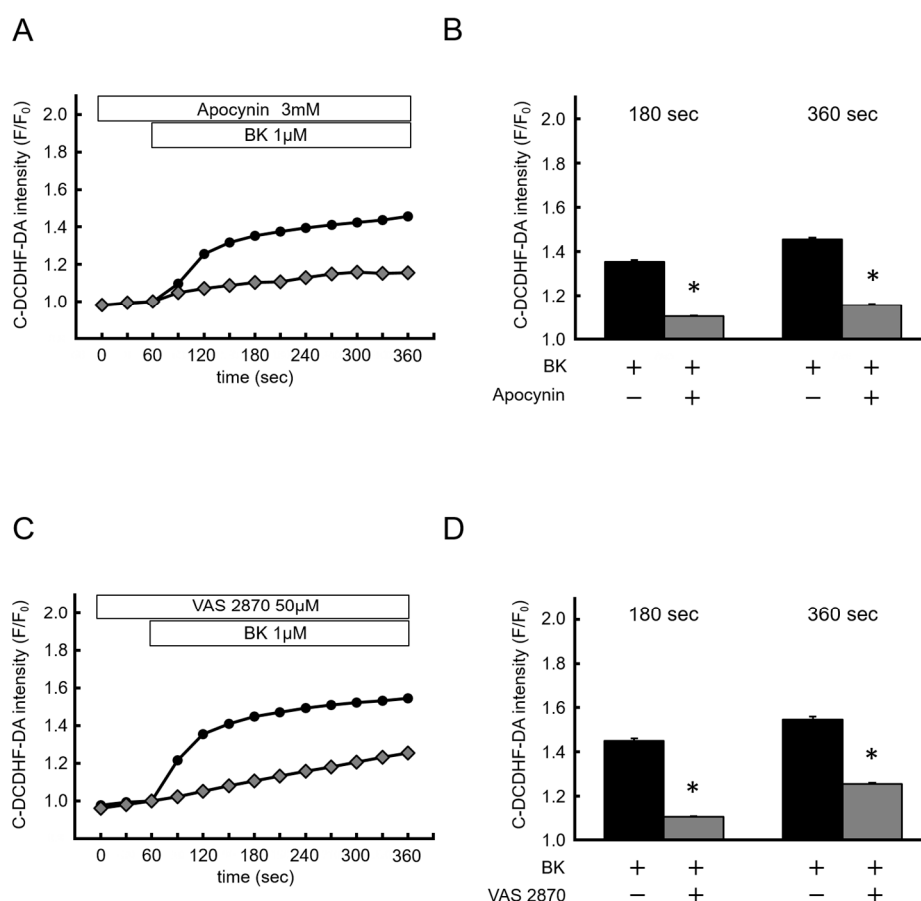 A
C-DCDHF-DA intensity (F/F₀)
2.0
1.8
1.6
1.4
1.2
1.0
Apocynin 3mM
BK 1μM
0 60 120 180 240 300 360
time (sec)
B
C-DCDHF-DA intensity (F/F₀)
2.0
1.8
1.6
1.4
1.2
1.0
180 sec 360 sec
* *
BK + + + +
Apocynin − + − +
C
C-DCDHF-DA intensity (F/F₀)
2.0
1.8
1.6
1.4
1.2
1.0
VAS 2870 50μM
BK 1μM
0 60 120 180 240 300 360
time (sec)
D
C-DCDHF-DA intensity (F/F₀)
2.0
1.8
1.6
1.4
1.2
1.0
180 sec 360 sec
* *
BK + + + +
VAS 2870 − + − +